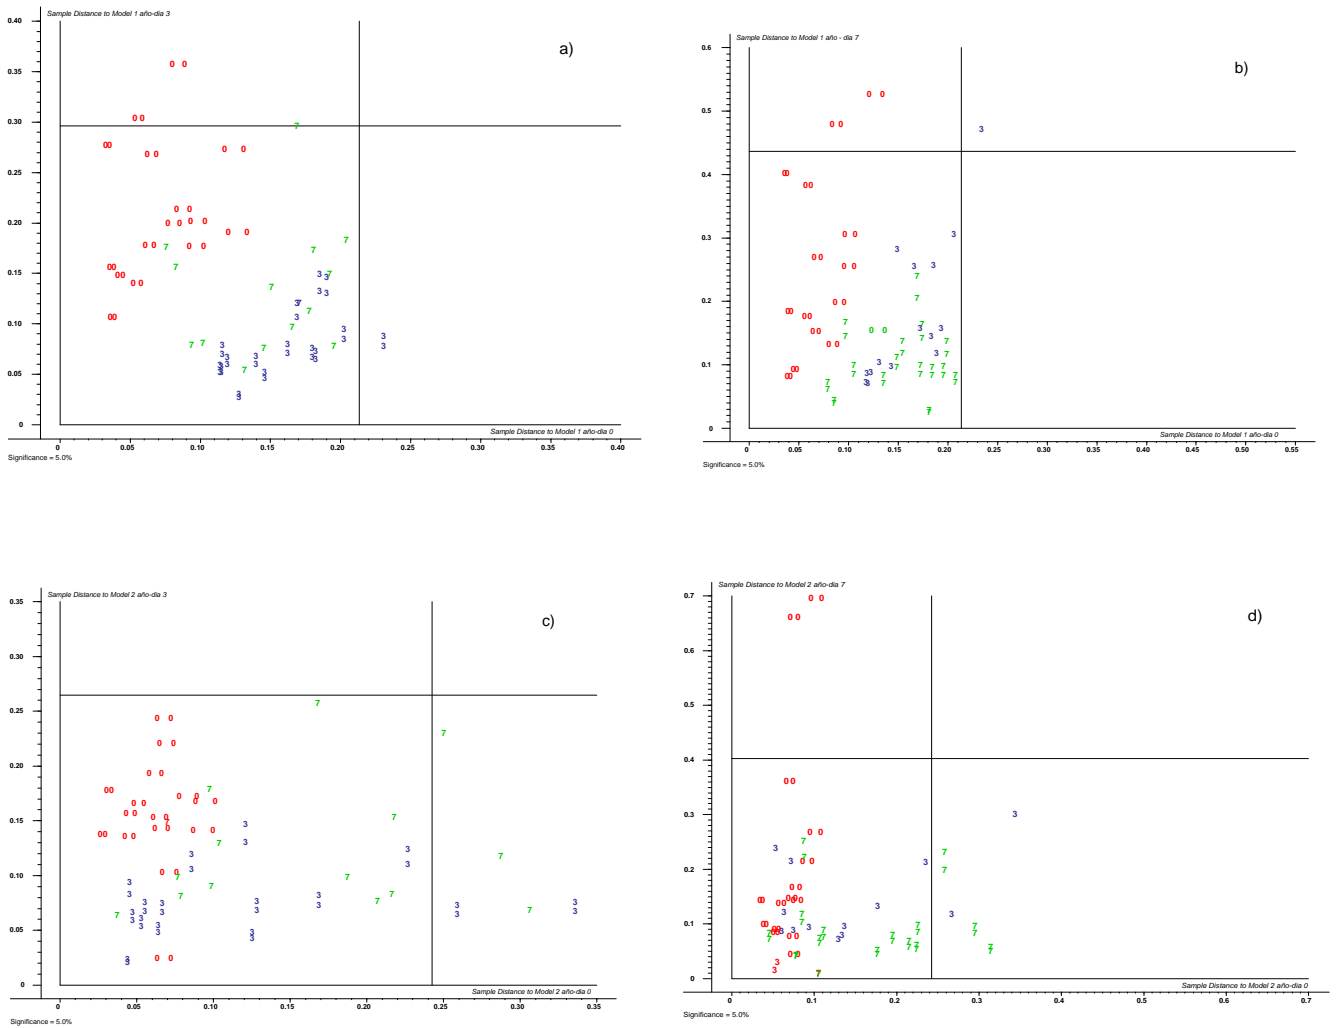 Sample Distance to Model 1 año-dia 3
a)
0.40
0.35
0.30
0.25
0.20
0.15
0.10
0.05
0
Sample Distance to Model 1 año-dia 0
0 0.05 0.10 0.15 0.20 0.25 0.30 0.35 0.40
Significance = 5.0%
Sample Distance to Model 1 año - dia 7
b)
0.6
0.5
0.4
0.3
0.2
0.1
0
Sample Distance to Model 1 año-dia 0
0 0.05 0.10 0.15 0.20 0.25 0.30 0.35 0.40 0.45 0.50 0.55
Significance = 5.0%
Sample Distance to Model 2 año-dia 3
c)
0.35
0.30
0.25
0.20
0.15
0.10
0.05
0
Sample Distance to Model 2 año-dia 0
0 0.05 0.10 0.15 0.20 0.25 0.30 0.35
Significance = 5.0%
Sample Distance to Model 2 año-dia 7
d)
0.7
0.6
0.5
0.4
0.3
0.2
0.1
0
Sample Distance to Model 2 año-dia 0
0 0.1 0.2 0.3 0.4 0.5 0.6 0.7
Significance = 5.0%